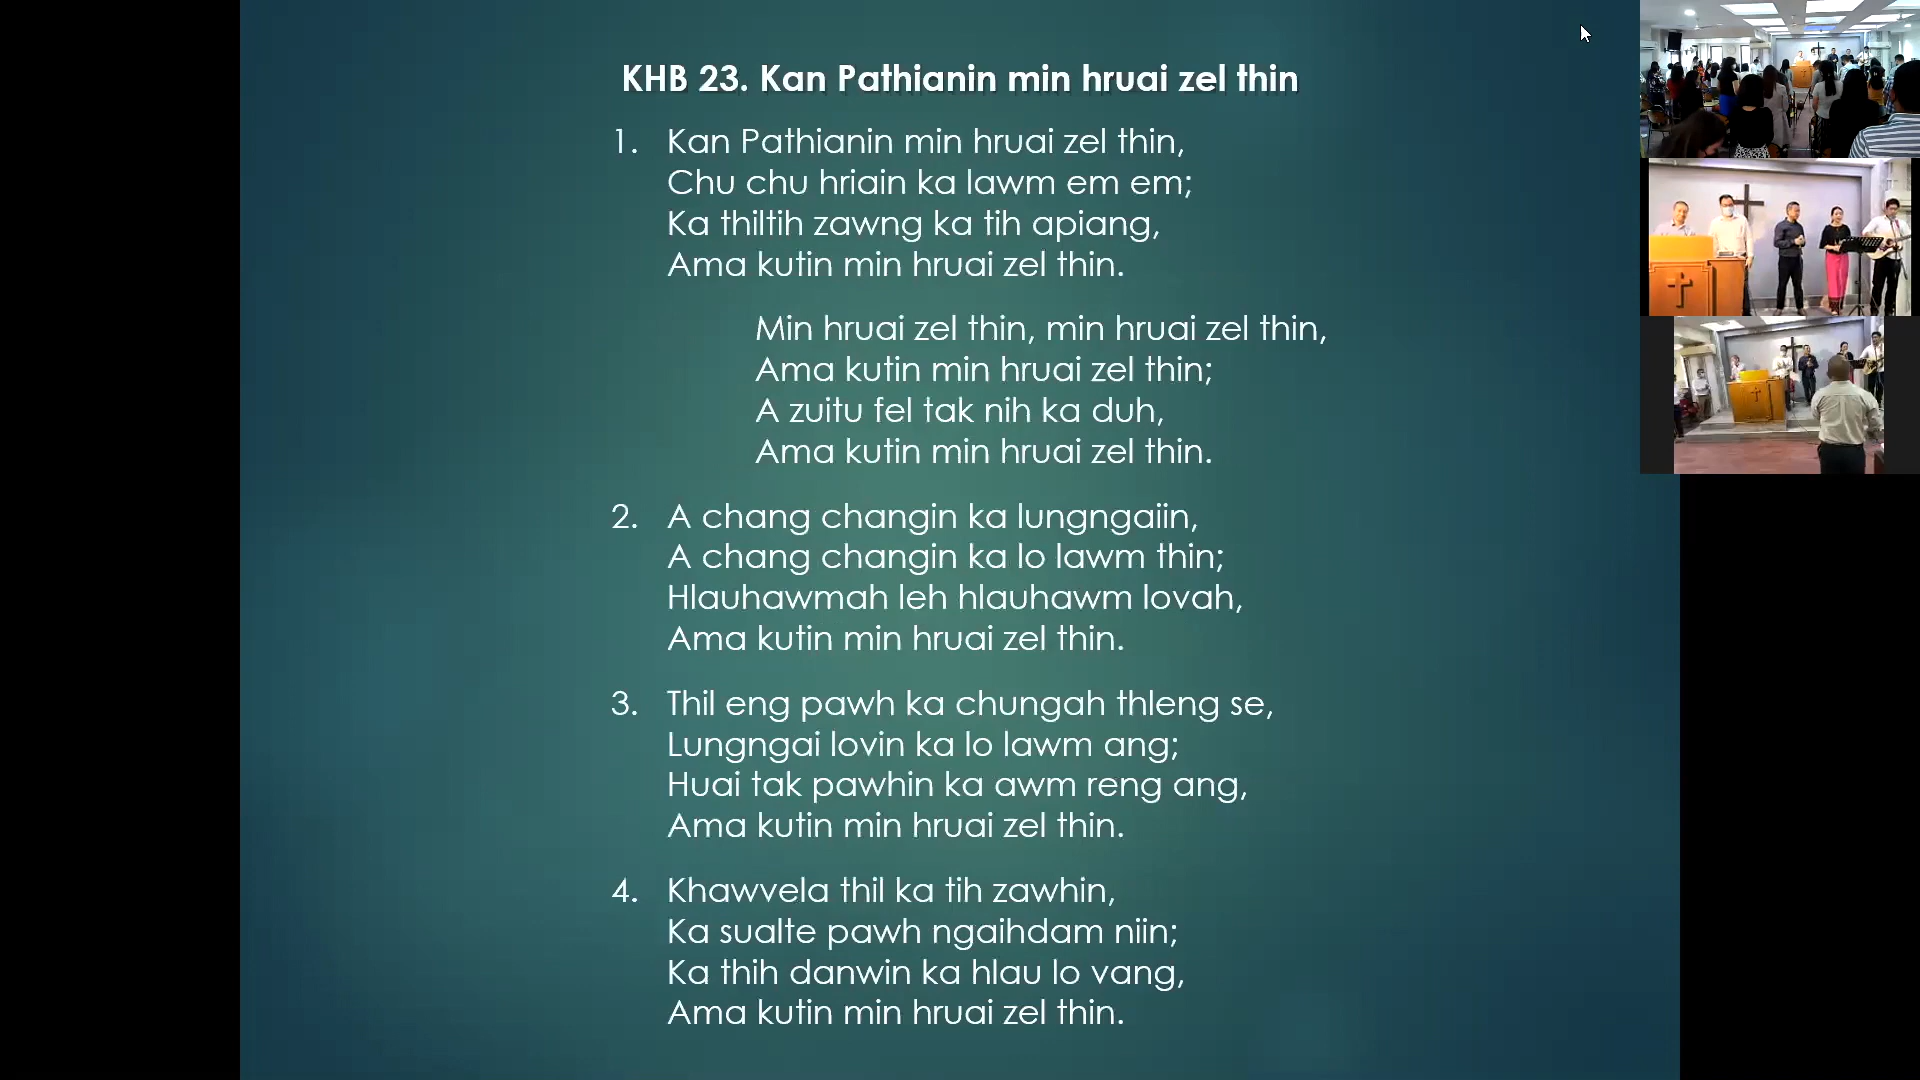 KHB 23. Kan Pathianin min hruai zel thin
1. Kan Pathianin min hruai zel thin,
Chu chu hriain ka lawm em em;
Ka thiltih zawng ka tih apiang,
Ama kutin min hruai zel thin.
Min hruai zel thin, min hruai zel thin,
Ama kutin min hruai zel thin;
A zuitu fel tak nih ka duh,
Ama kutin min hruai zel thin.
2. A chang changin ka lungngaiin,
A chang changin ka lo lawm thin;
Hlauhawmah leh hlauhawm lovah,
Ama kutin min hruai zel thin.
3. Thil eng pawh ka chungah thleng se,
Lungngai lovin ka lo lawm ang;
Huai tak pawhin ka awm reng ang,
Ama kutin min hruai zel thin.
4. Khawvela thil ka tih zawhin,
Ka sualte pawh ngaihdam niin;
Ka thih danwin ka hlau lo vang,
Ama kutin min hruai zel thin.